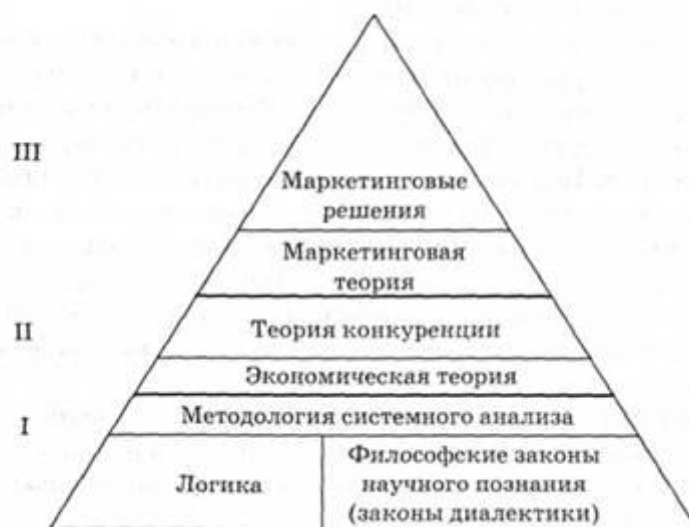 III
Маркетинговые
решения
Маркетинговая
теория
II
Теория конкуренции
Экономическая теория
I
Методология системного анализа
Логика
Философские законы
научного познания
(законы диалектики)